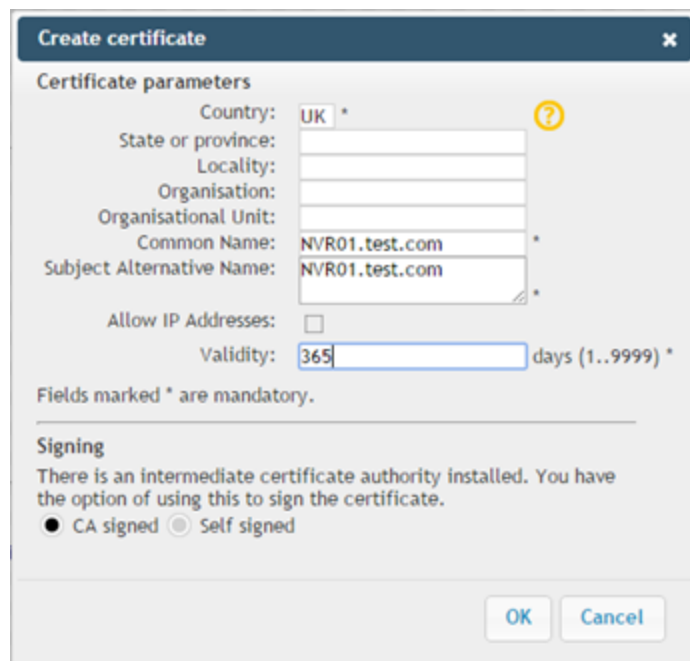 Create certificate ×
Certificate parameters
Country: UK * ?
State or province:
Locality:
Organisation:
Organisational Unit:
Common Name: NVR01.test.com *
Subject Alternative Name: NVR01.test.com
*
Allow IP Addresses:
Validity: 365 days (1..9999) *
Fields marked * are mandatory.
Signing
There is an intermediate certificate authority installed. You have
the option of using this to sign the certificate.
CA signed Self signed
OK Cancel